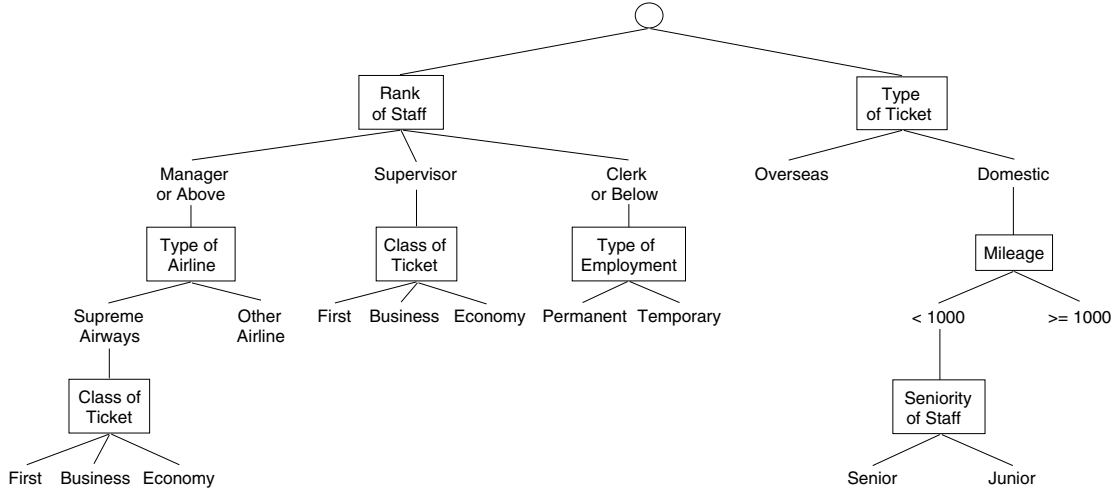 Rank
of Staff
Type
of Ticket
Manager
or Above
Supervisor
Clerk
or Below
Overseas
Domestic
Type of
Airline
Class of
Ticket
Type of
Employment
Mileage
Supreme
Airways
Other
Airline
First
Business
Economy
Permanent
Temporary
< 1000
>= 1000
Class of
Ticket
Seniority
of Staff
First
Business
Economy
Senior
Junior